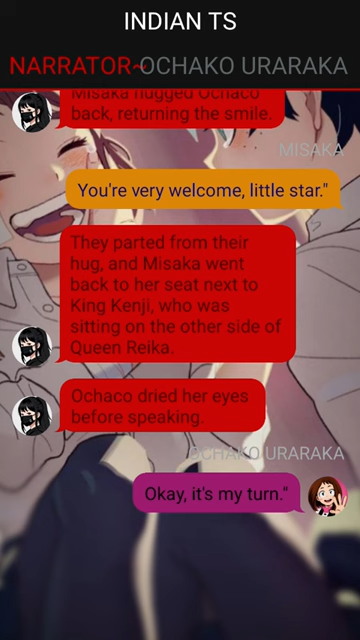 INDIAN TS
NARRATOR~OCHAKO URARAKA
Misaka hugged Ochaco
back, returning the smile.
MISAKA
You're very welcome, little star."
They parted from their
hug, and Misaka went
back to her seat next to
King Kenji, who was
sitting on the other side of
Queen Reika.
Ochaco dried her eyes
before speaking.
OCHAKO URARAKA
Okay, it's my turn."